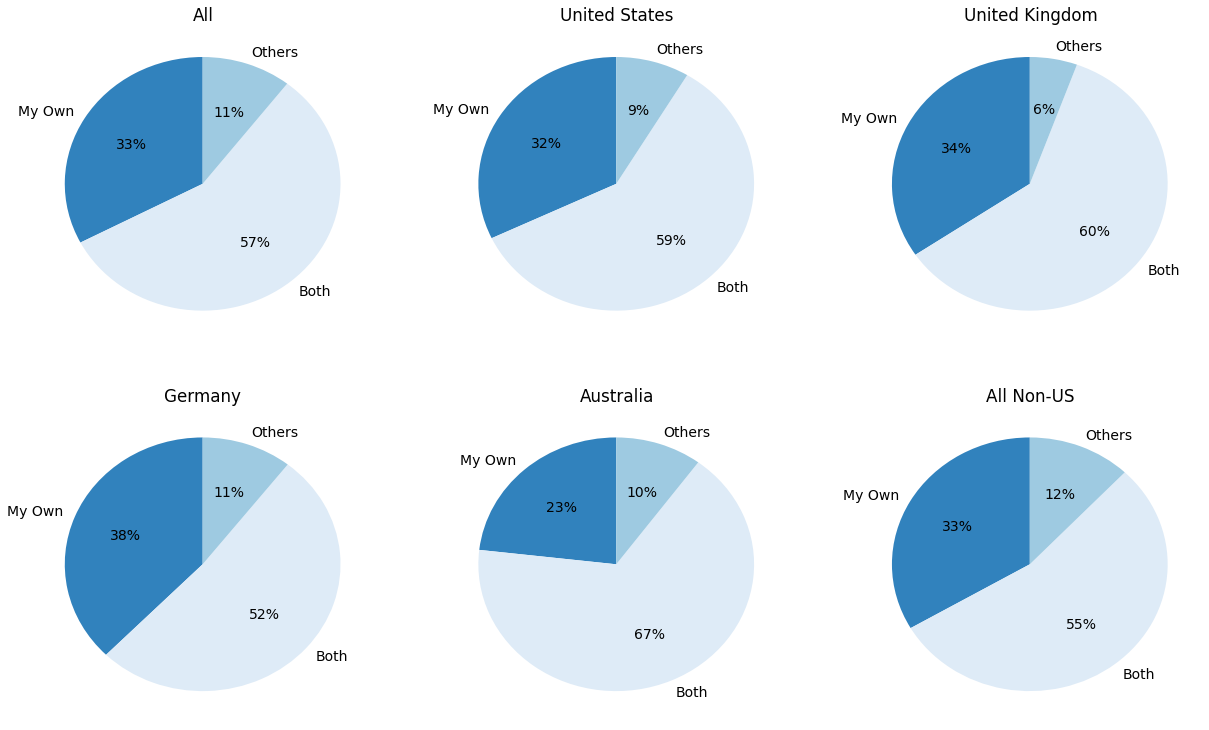 All
Others
My Own
11%
33%
57%
Both
United States
Others
My Own
9%
32%
59%
Both
United Kingdom
Others
My Own
6%
34%
60%
Both
Germany
Others
My Own
11%
38%
52%
Both
Australia
Others
My Own
10%
23%
67%
Both
All Non-US
Others
My Own
12%
33%
55%
Both